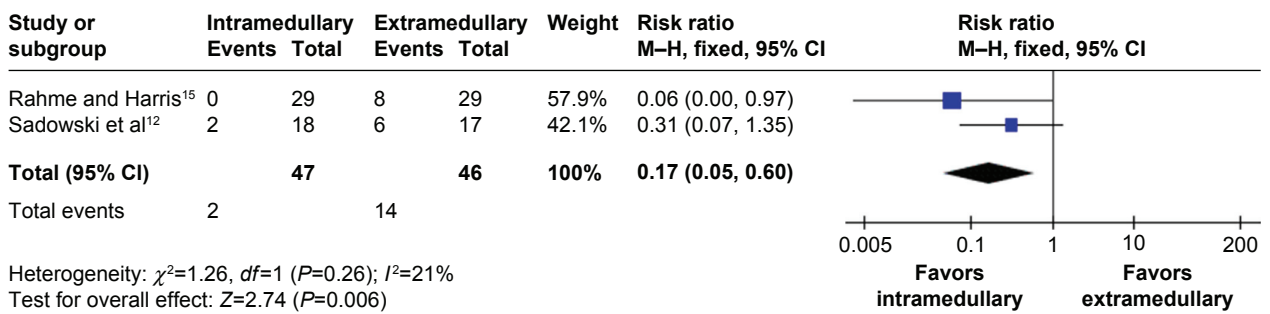 Study or Intramedullary Extramedullary Weight Risk ratio Risk ratio
subgroup Events Total Events Total M–H, fixed, 95% CI M–H, fixed, 95% CI
Rahme and Harris¹⁵ 0 29 8 29 57.9% 0.06 (0.00, 0.97)
Sadowski et al¹² 2 18 6 17 42.1% 0.31 (0.07, 1.35)
Total (95% CI) 47 46 100% 0.17 (0.05, 0.60)
Total events 2 14
0.005 0.1 1 10 200
Heterogeneity: χ²=1.26, df=1 (P=0.26); I²=21%
Test for overall effect: Z=2.74 (P=0.006)
Favors Favors
intramedullary extramedullary